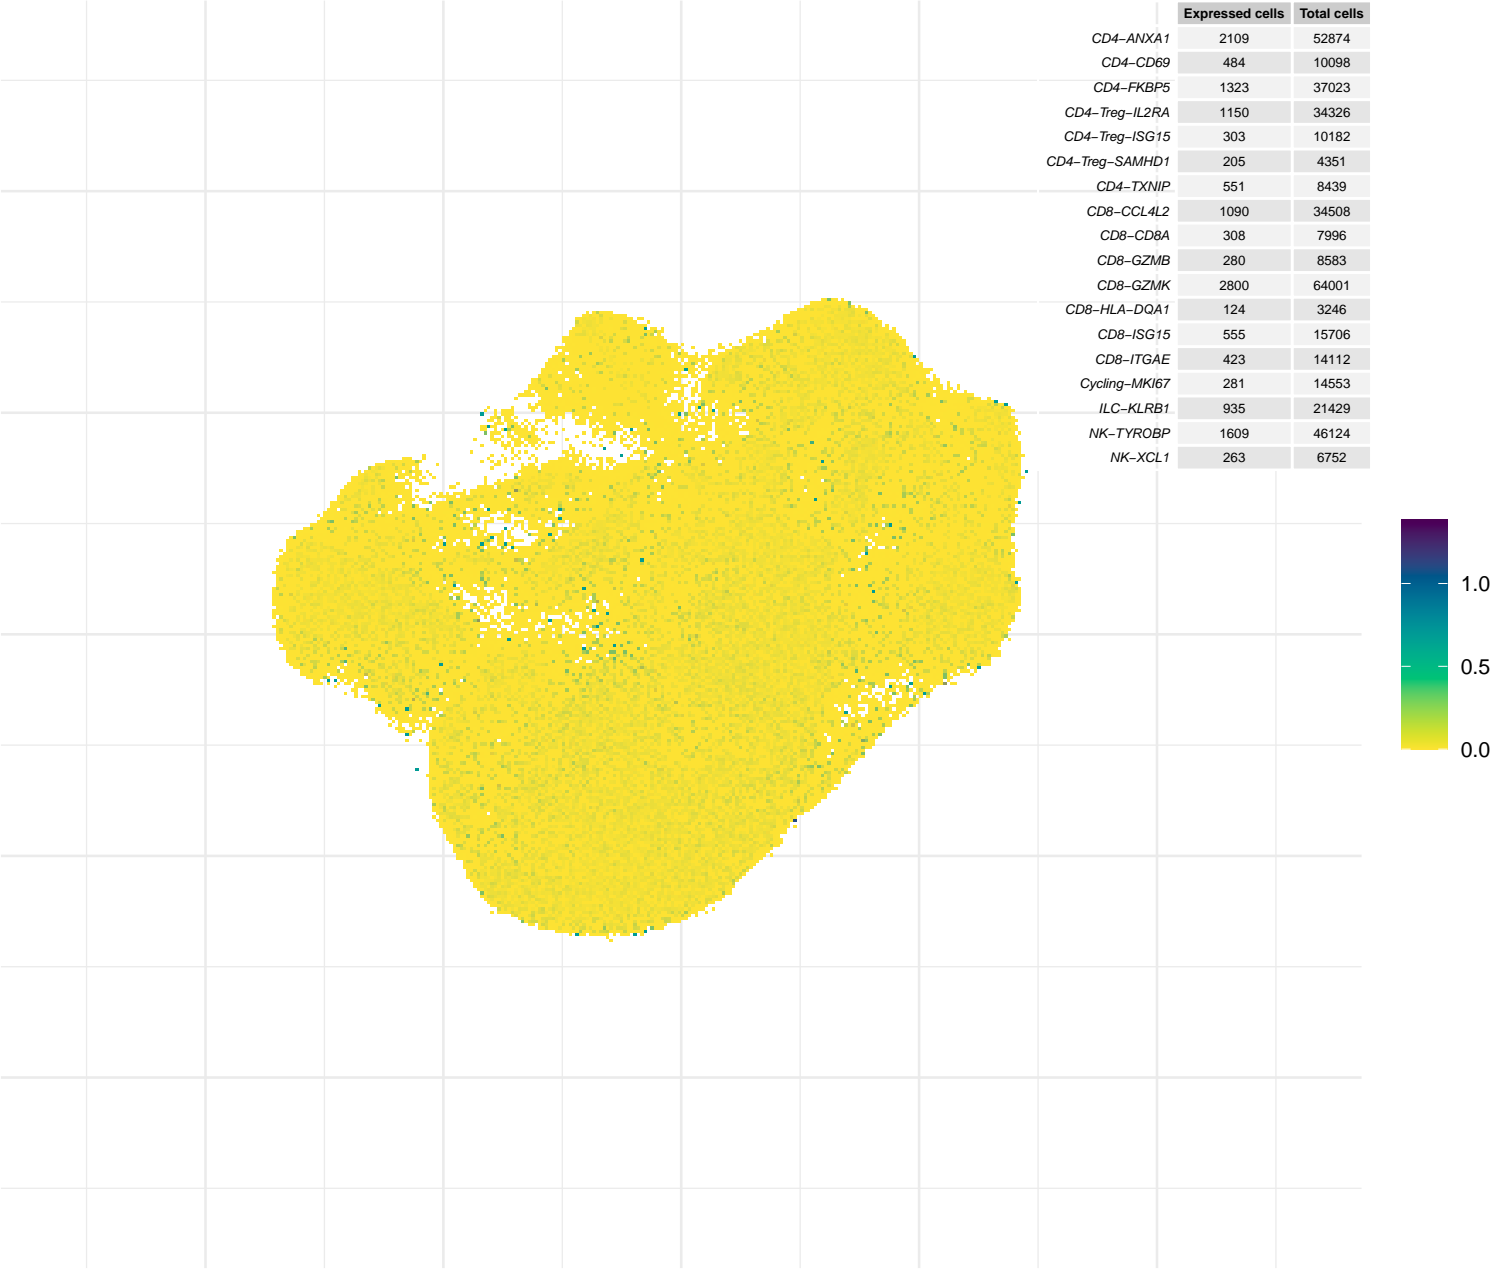 Expressed cells Total cells
CD4−ANXA1 2109 52874
CD4−CD69 484 10098
CD4−FKBP5 1323 37023
CD4−Treg−IL2RA 1150 34326
CD4−Treg−ISG15 303 10182
CD4−Treg−SAMHD1 205 4351
CD4−TXNIP 551 8439
CD8−CCL4L2 1090 34508
CD8−CD8A 308 7996
CD8−GZMB 280 8583
CD8−GZMK 2800 64001
CD8−HLA−DQA1 124 3246
CD8−ISG15 555 15706
CD8−ITGAE 423 14112
Cycling−MKI67 281 14553
ILC−KLRB1 935 21429
NK−TYROBP 1609 46124
NK−XCL1 263 6752
1.0
0.5
0.0